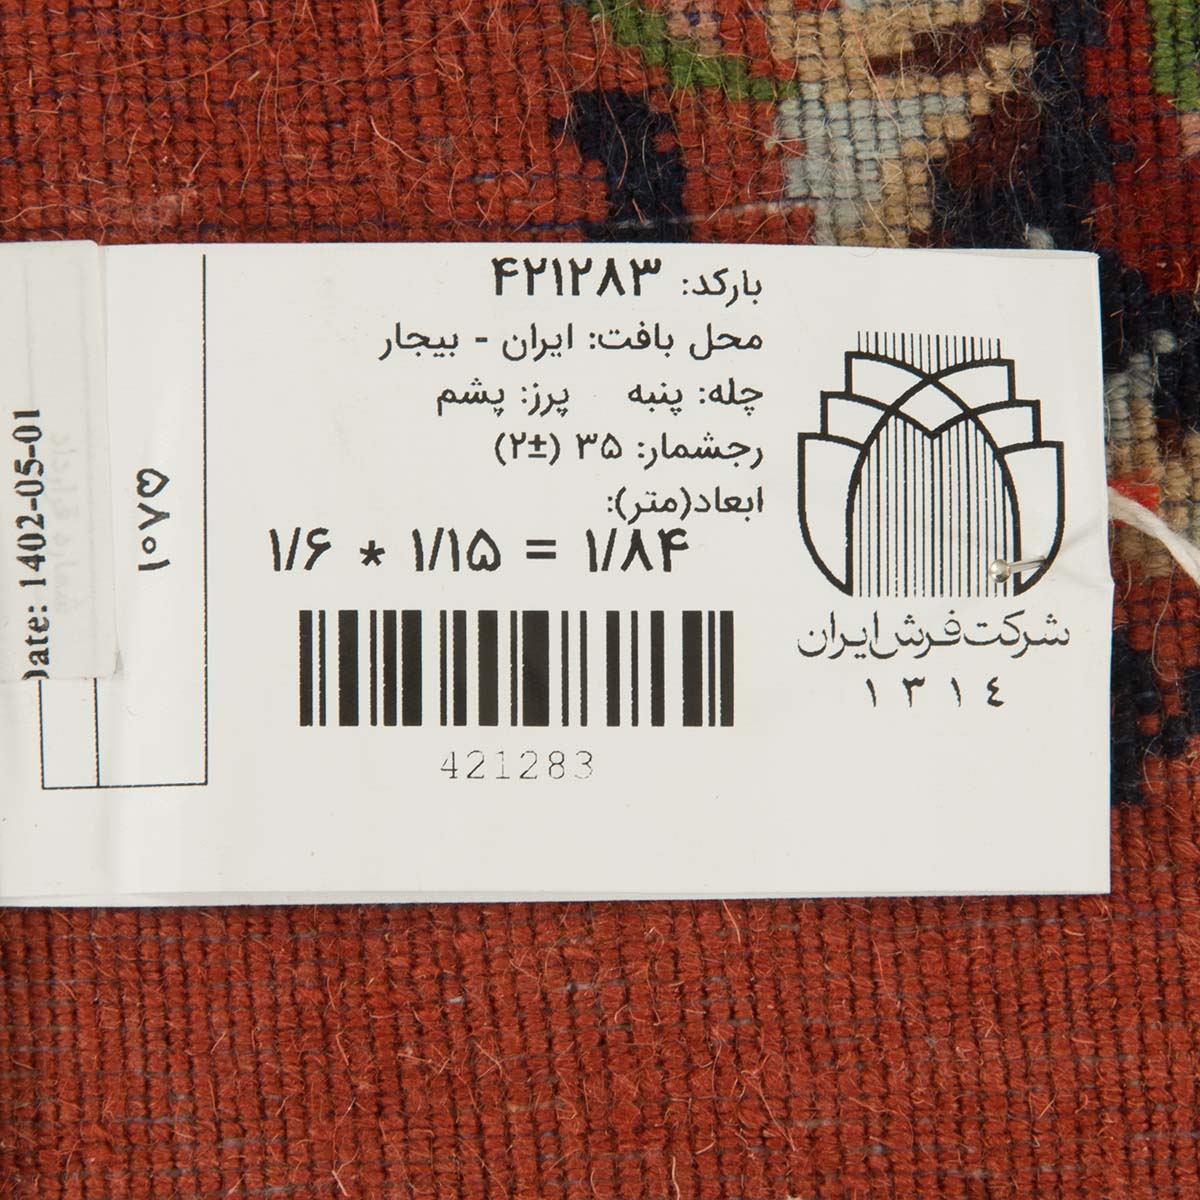 بارکد: ۴۲۱۲۸۳
محل بافت: ایران - بیجار
چله: پنبه پرز: پشم
رجشمار: ۳۵ (±۲)
ابعاد(متر):
۱/۶ * ۱/۱۵ = ۱/۸۴
421283
شرکت فرش ایران
١٣١٤
۱۰۸۵
Date: 1402-05-01